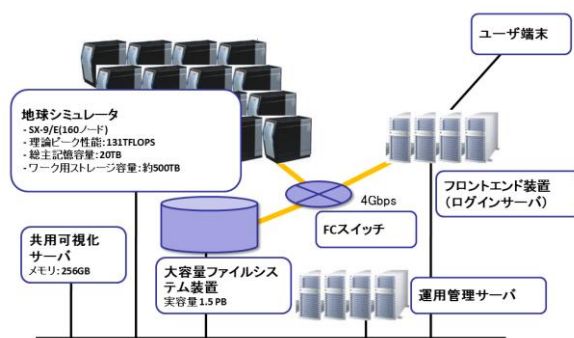 ユーザ端末
地球シミュレータ
- SX-9/E(160ノード)
- 理論ピーク性能:131TFLOPS
- 総主記憶容量:20TB
- ワーク用ストレージ容量:約500TB
4Gbps
フロントエンド装置
(ログインサーバ)
FCスイッチ
共用可視化
サーバ
メモリ:256GB
大容量ファイルシス
テム装置
実容量 1.5 PB
運用管理サーバ